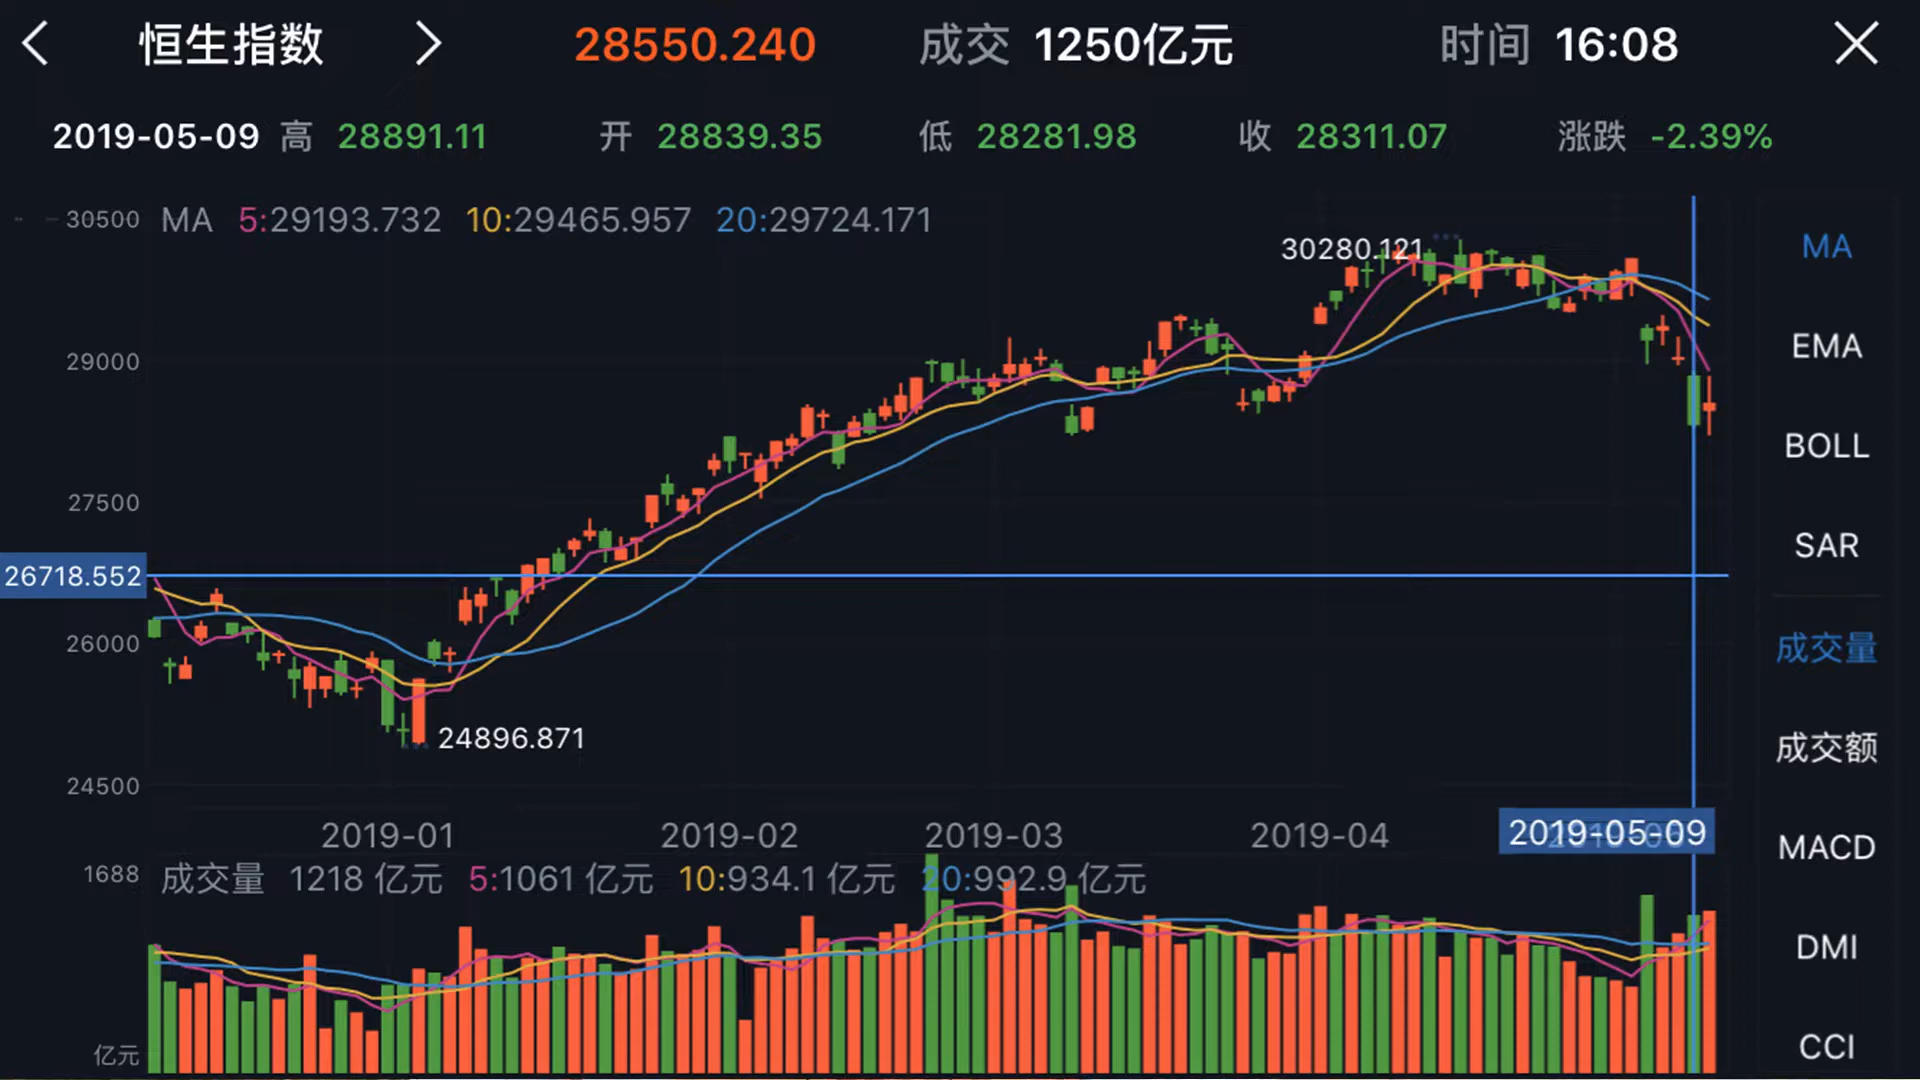 恒生指数 28550.240 成交 1250亿元 时间 16:08
2019-05-09 高 28891.11 开 28839.35 低 28281.98 收 28311.07 涨跌 -2.39%
30500 MA 5:29193.732 10:29465.957 20:29724.171
30280.121
MA
EMA
29000
BOLL
27500
SAR
26718.552
26000
成交量
24896.871
成交额
24500
2019-01 2019-02 2019-03 2019-04 2019-05-09
MACD
1688 成交量 1218 亿元 5:1061 亿元 10:934.1 亿元 20:992.9 亿元
DMI
亿元
CCI